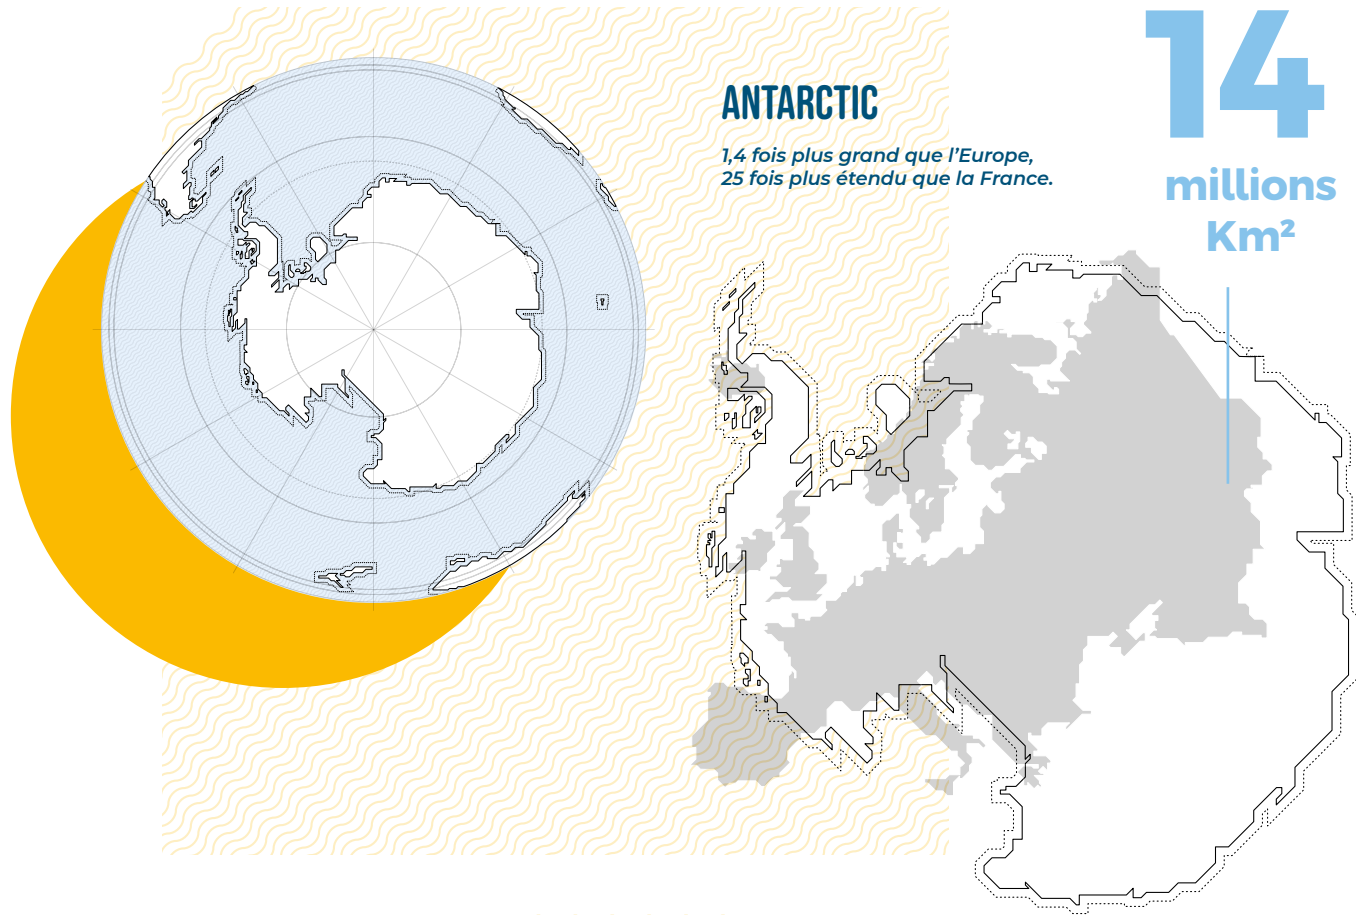 ANTARCTIC
1,4 fois plus grand que l'Europe,
25 fois plus étendu que la France.
14
millions
Km²